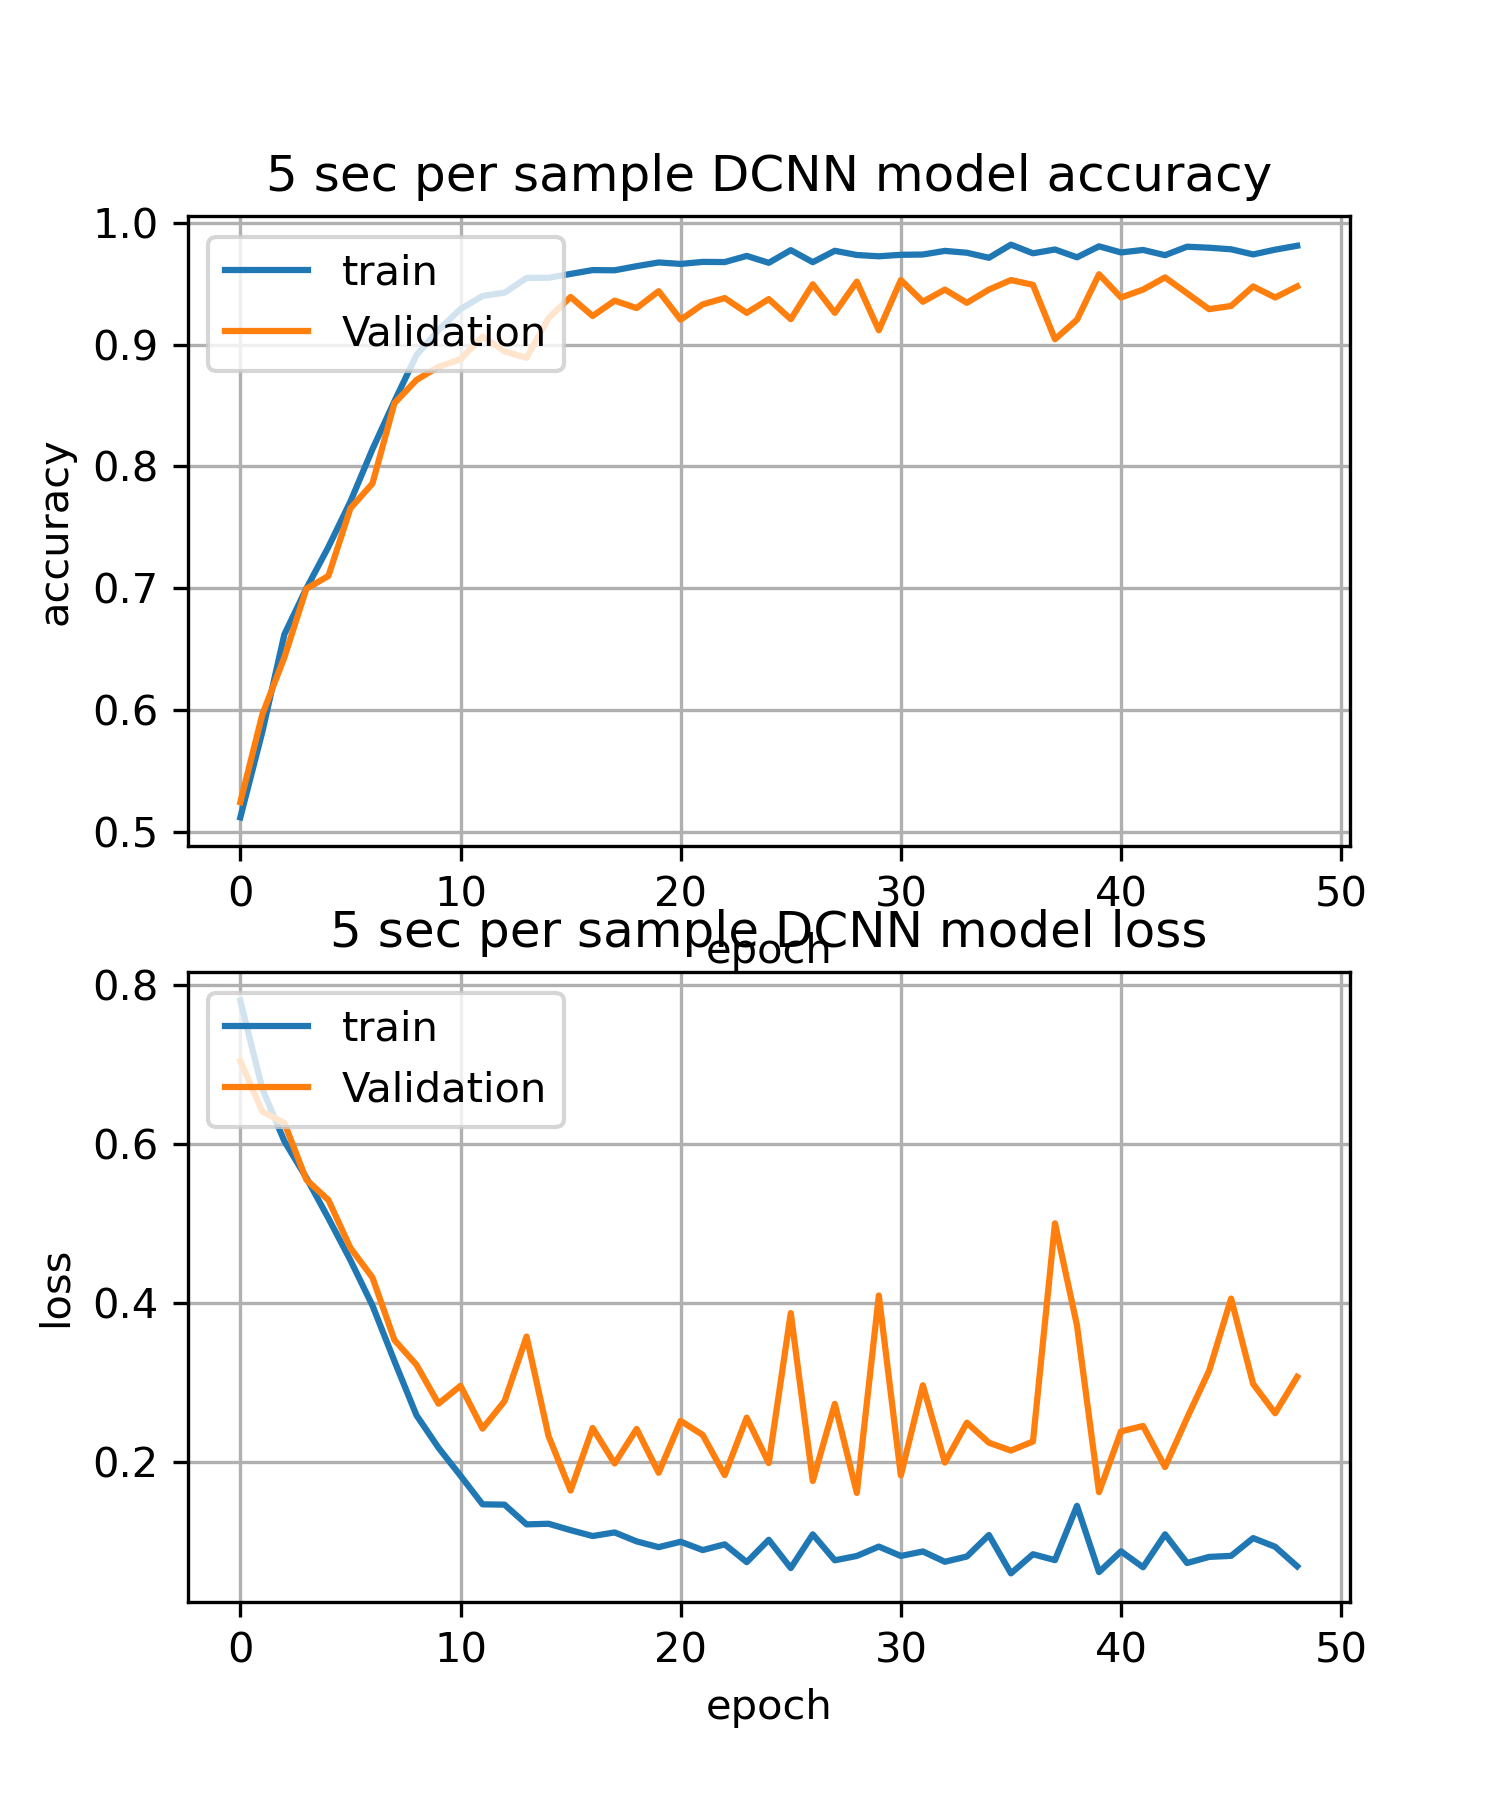 5 sec per sample DCNN model accuracy
1.0
0.9
0.8
0.7
0.6
0.5
accuracy
train
Validation
0 10 20 30 40 50
epoch
5 sec per sample DCNN model loss
0.8
0.6
0.4
0.2
loss
train
Validation
0 10 20 30 40 50
epoch